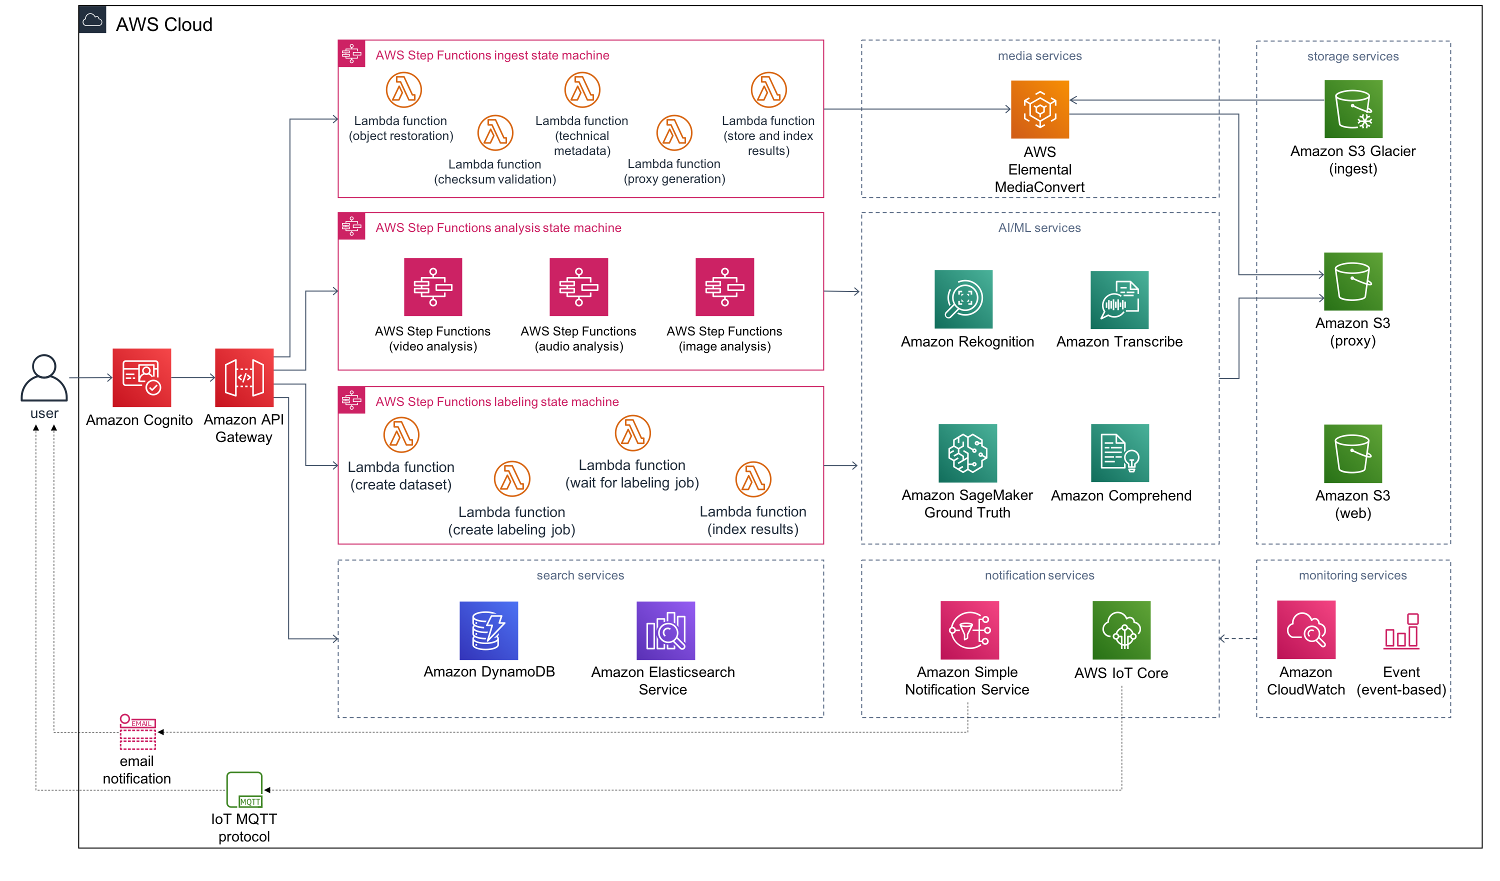 AWS Cloud
AWS Step Functions ingest state machine
Lambda function
(object restoration)
Lambda function
(checksum validation)
Lambda function
(technical
metadata)
Lambda function
(proxy generation)
Lambda function
(store and index
results)
media services
AWS
Elemental
MediaConvert
storage services
Amazon S3 Glacier
(ingest)
Amazon S3
(proxy)
Amazon S3
(web)
AWS Step Functions analysis state machine
AWS Step Functions
(video analysis)
AWS Step Functions
(audio analysis)
AWS Step Functions
(image analysis)
AI/ML services
Amazon Rekognition
Amazon Transcribe
Amazon SageMaker
Ground Truth
Amazon Comprehend
user
Amazon Cognito
Amazon API
Gateway
AWS Step Functions labeling state machine
Lambda function
(create dataset)
Lambda function
(create labeling job)
Lambda function
(wait for labeling job)
Lambda function
(index results)
search services
Amazon DynamoDB
Amazon Elasticsearch
Service
notification services
Amazon Simple
Notification Service
AWS IoT Core
monitoring services
Amazon
CloudWatch
Event
(event-based)
EMAIL
email
notification
MQTT
IoT MQTT
protocol